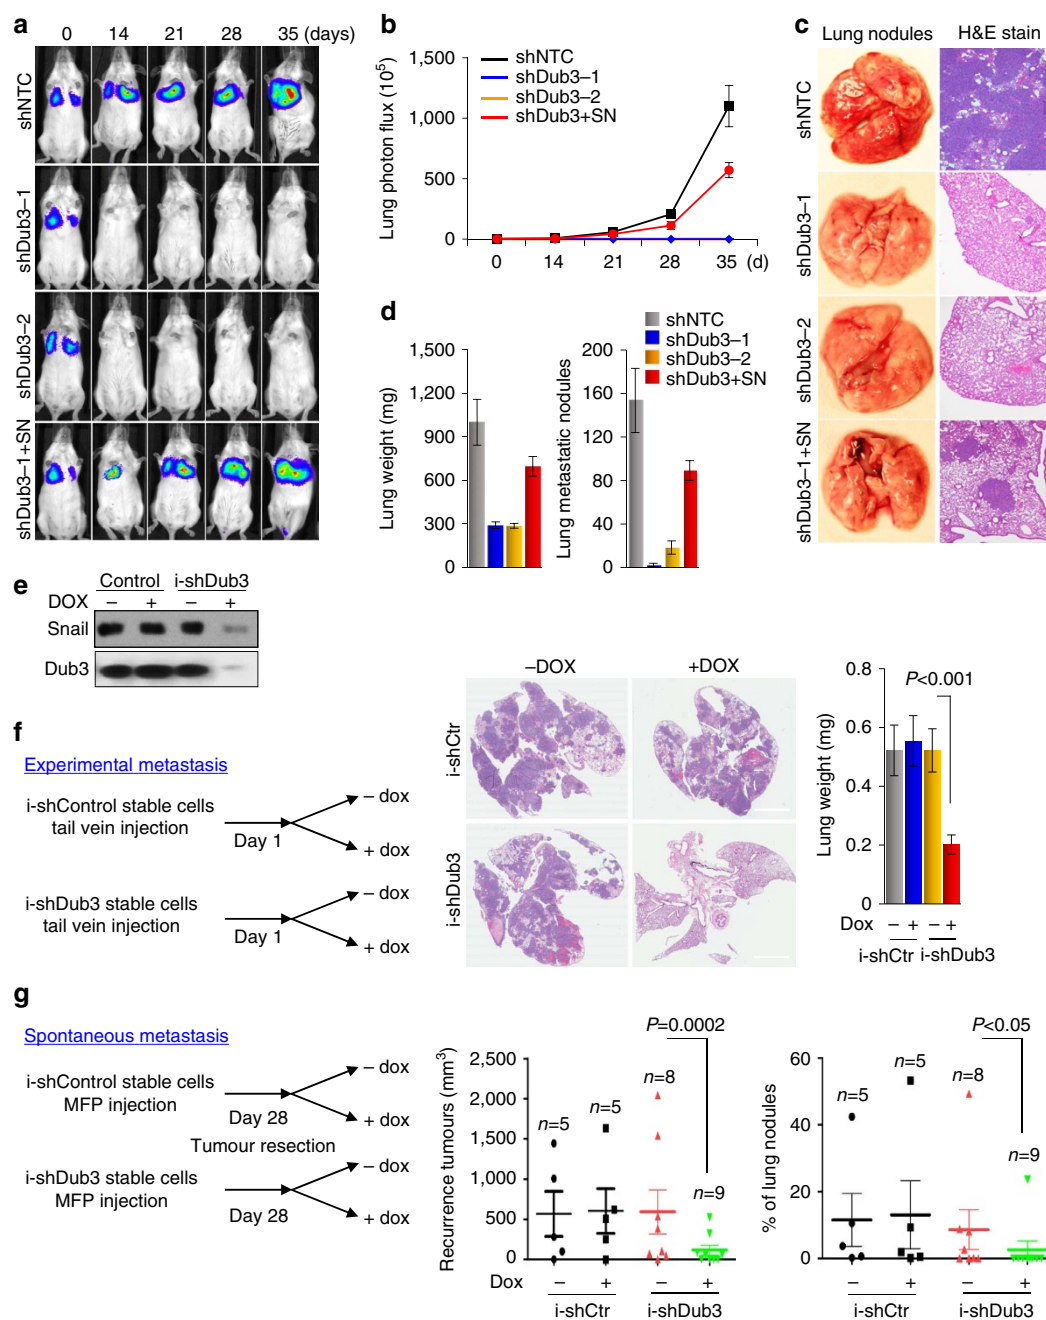 a
0 14 21 28 35 (days)
shNTC
shDub3–1
shDub3–2
shDub3–1+SN
b
Lung photon flux (10⁵)
1,500
1,000
500
0
shNTC
shDub3–1
shDub3–2
shDub3+SN
0 14 21 28 35 (d)
c
Lung nodules H&E stain
shNTC
shDub3–1
shDub3–2
shDub3–1+SN
d
shNTC
shDub3–1
shDub3–2
shDub3+SN
Lung weight (mg)
1,500
1,200
900
600
300
0
Lung metastatic nodes
200
160
120
80
40
0
e
Control i-shDub3
DOX – + – +
Snail
Dub3
f
Experimental metastasis
i-shControl stable cells
tail vein injection
Day 1
– dox
+ dox
i-shDub3 stable cells
tail vein injection
Day 1
– dox
+ dox
–DOX +DOX
i-shCtr
i-shDub3
Lung weight (mg)
0.8
0.6
0.4
0.2
0
P<0.001
Dox – + – +
i-shCtr i-shDub3
g
Spontaneous metastasis
i-shControl stable cells
MFP injection
Day 28
– dox
+ dox
Tumour resection
i-shDub3 stable cells
MFP injection
Day 28
– dox
+ dox
Recurrence tumours (mm³)
2,500
2,000
1,500
1,000
500
0
P=0.0002
n=5
n=5
n=8
n=9
Dox – + – +
i-shCtr i-shDub3
% of lung nodules
60
40
20
0
P<0.05
n=5
n=5
n=8
n=9
– + – +
i-shCtr i-shDub3